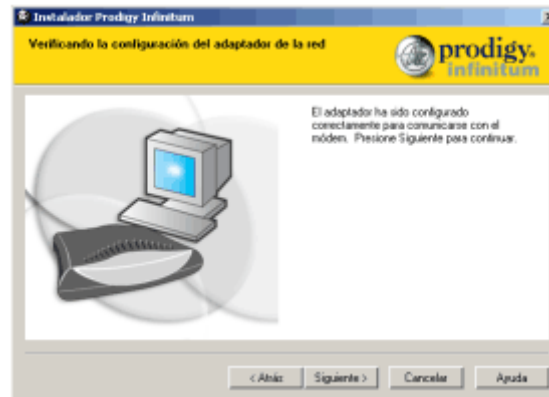 Instalador Prodigy Infinitum
Verificando la configuración del adaptador de la red
prodigy.
infinitum
El adaptador ha sido configurado
correctamente para comunicarse con el
módem. Presione Siguiente para continuar.
< Atrás Siguiente > Cancelar Ayuda